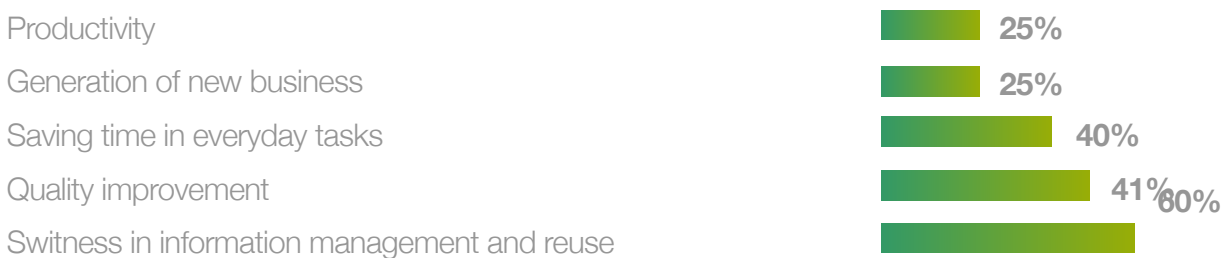 Productivity 25%
Generation of new business 25%
Saving time in everyday tasks 40%
Quality improvement 41%
60%
Switness in information management and reuse